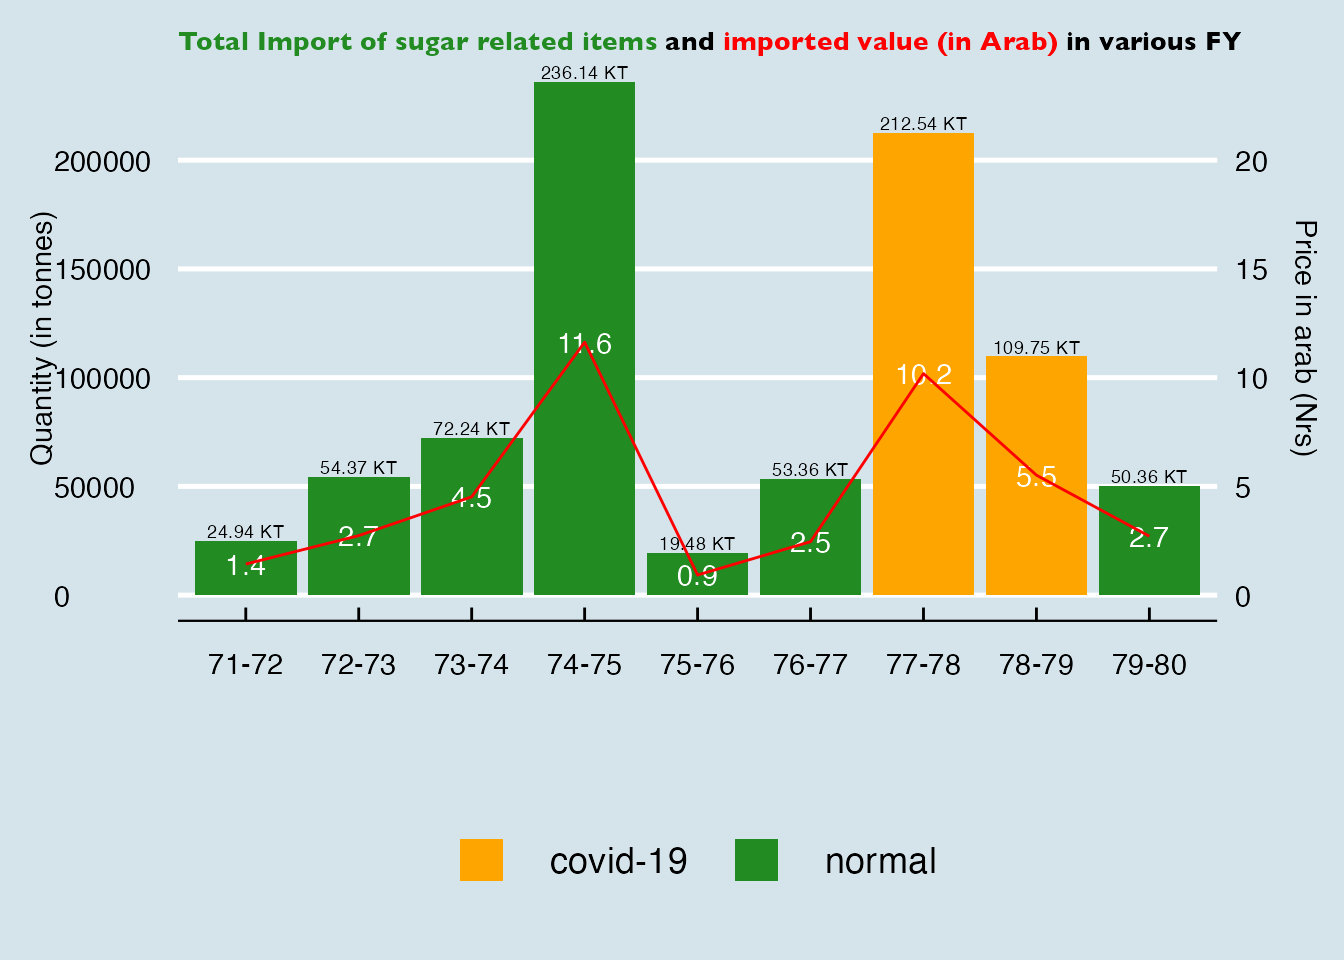 Total Import of sugar related items and imported value (in Arab) in various FY
236.14 KT
212.54 KT
200000
20
150000
15
109.75 KT
11.6
100000
10.2
10
72.24 KT
54.37 KT
53.36 KT
50.36 KT
50000
4.5
5.5
5
24.94 KT
19.48 KT
1.4
2.7
0.9
2.5
2.7
0
0
Quantity (in tonnes)
Price in arab (Nrs)
71-72 72-73 73-74 74-75 75-76 76-77 77-78 78-79 79-80
covid-19 normal